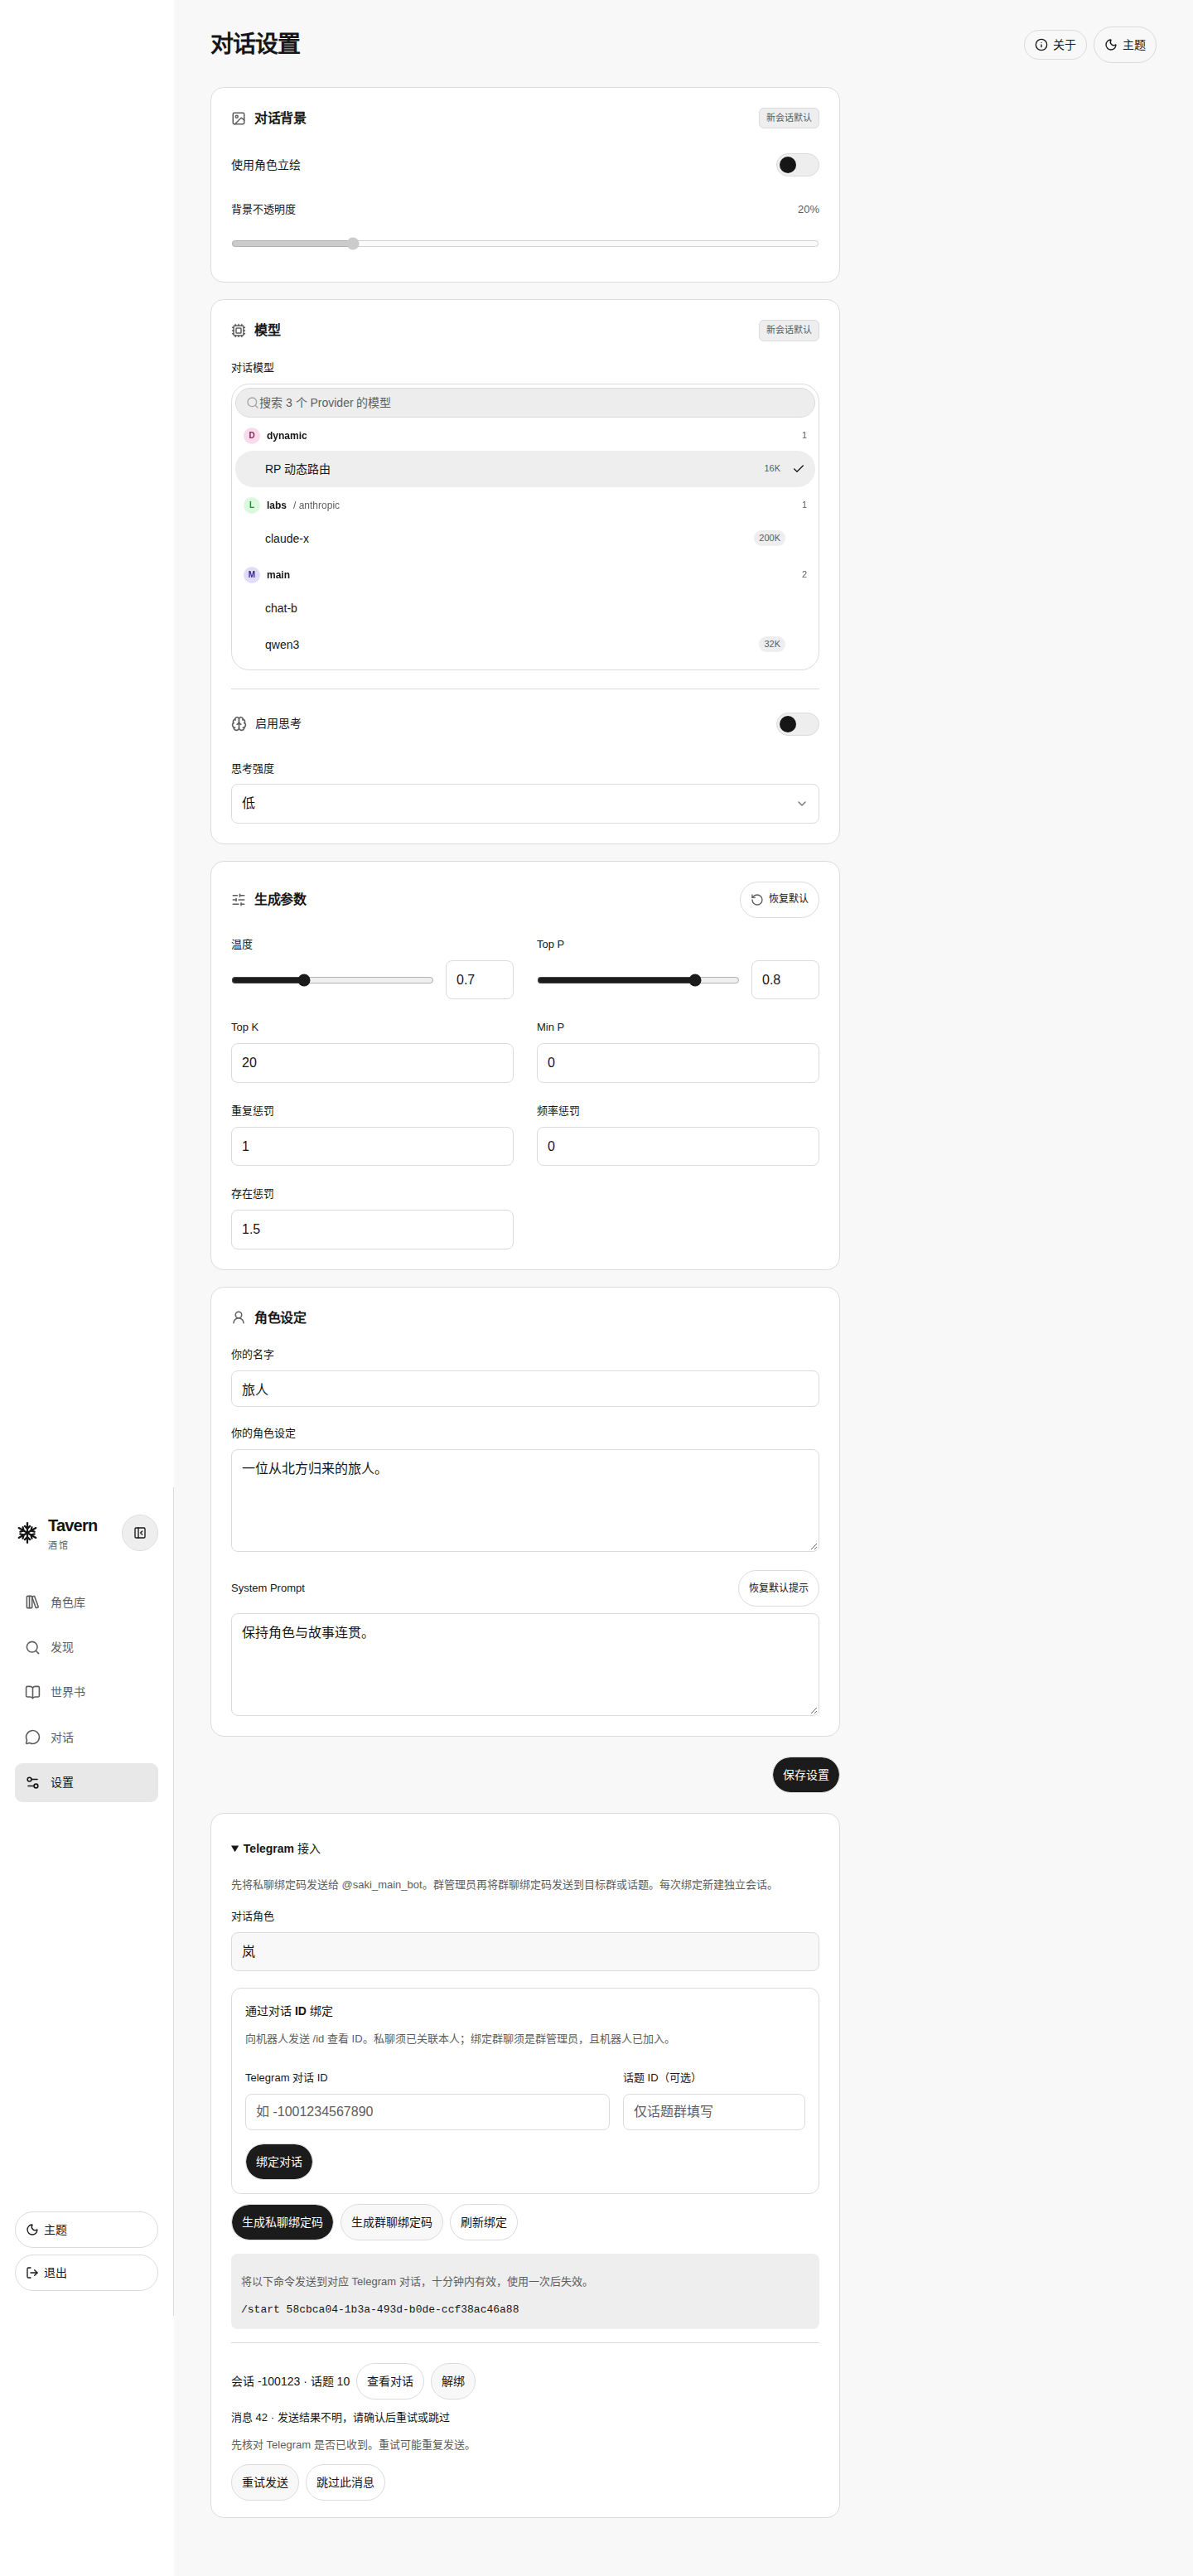 对话设置
关于
主题
对话背景
新会话默认
使用角色立绘
背景不透明度
20%
模型
新会话默认
对话模型
搜索 3 个 Provider 的模型
D
dynamic
1
RP 动态路由
16K
L
labs / anthropic
1
claude-x
200K
M
main
2
chat-b
qwen3
32K
启用思考
思考强度
低
生成参数
恢复默认
温度
0.7
Top P
0.8
Top K
20
Min P
0
重复惩罚
1
频率惩罚
0
存在惩罚
1.5
角色设定
你的名字
旅人
你的角色设定
一位从北方归来的旅人。
System Prompt
恢复默认提示
保持角色与故事连贯。
保存设置
Tavern
酒馆
角色库
发现
世界书
对话
设置
主题
退出
Telegram 接入
先将私聊绑定码发送给 @saki_main_bot。群管理员再将群聊绑定码发送到目标群或话题。每次绑定新建独立会话。
对话角色
岚
通过对话 ID 绑定
向机器人发送 /id 查看 ID。私聊须已关联本人；绑定群聊须是群管理员，且机器人已加入。
Telegram 对话 ID
如 -1001234567890
话题 ID（可选）
仅话题群填写
绑定对话
生成私聊绑定码
生成群聊绑定码
刷新绑定
将以下命令发送到对应 Telegram 对话，十分钟内有效，使用一次后失效。
/start 58cbca04-1b3a-493d-b0de-ccf38ac46a88
会话 -100123 · 话题 10
查看对话
解绑
消息 42 · 发送结果不明，请确认后重试或跳过
先核对 Telegram 是否已收到。重试可能重复发送。
重试发送
跳过此消息